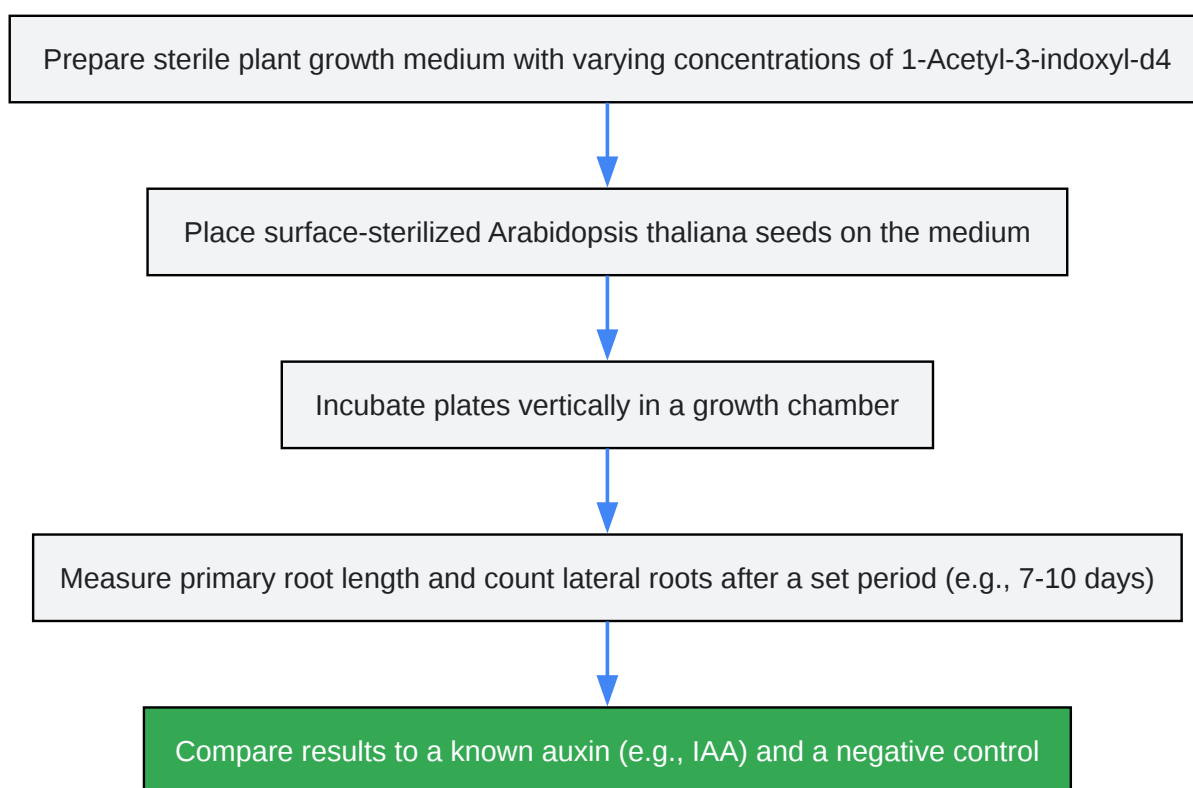 Prepare sterile plant growth medium with varying concentrations of 1-Acetyl-3-indoxyl-d4
Place surface-sterilized Arabidopsis thaliana seeds on the medium
Incubate plates vertically in a growth chamber
Measure primary root length and count lateral roots after a set period (e.g., 7-10 days)
Compare results to a known auxin (e.g., IAA) and a negative control